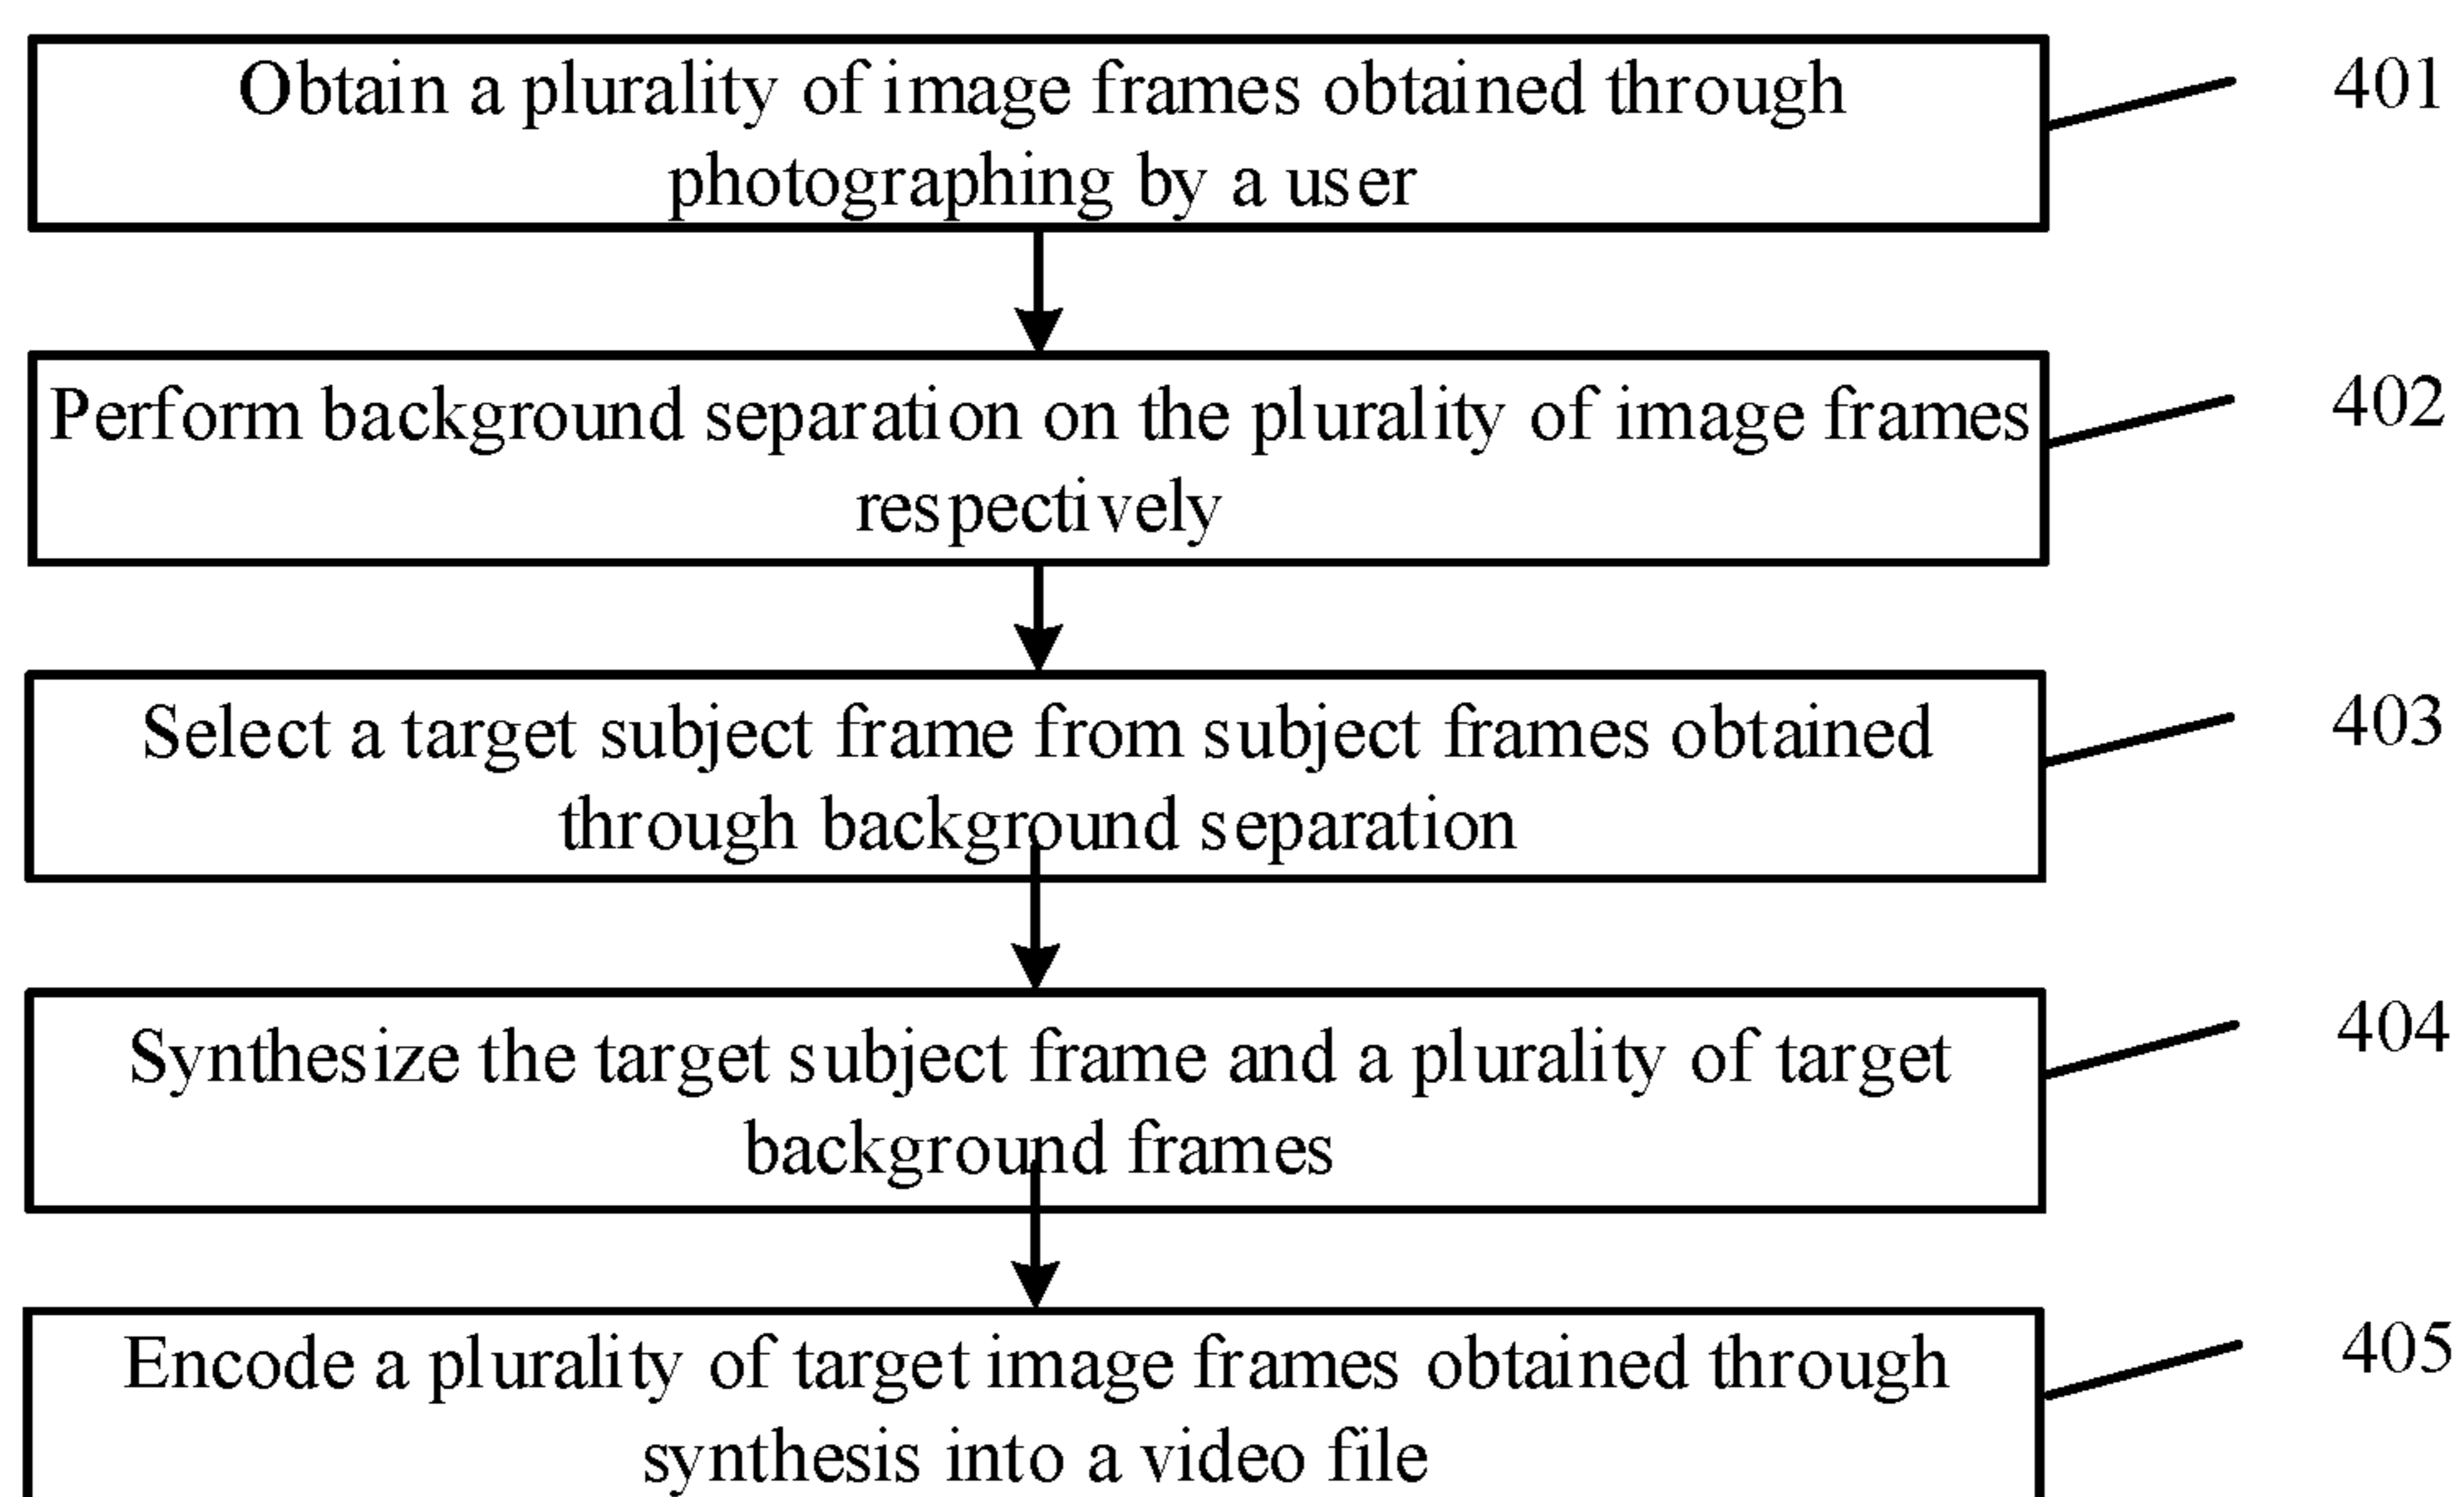 Obtain a plurality of image frames obtained through
photographing by a user
401
Perform background separation on the plurality of image frames
respectively
402
Select a target subject frame from subject frames obtained
through background separation
403
Synthesize the target subject frame and a plurality of target
background frames
404
Encode a plurality of target image frames obtained through
synthesis into a video file
405